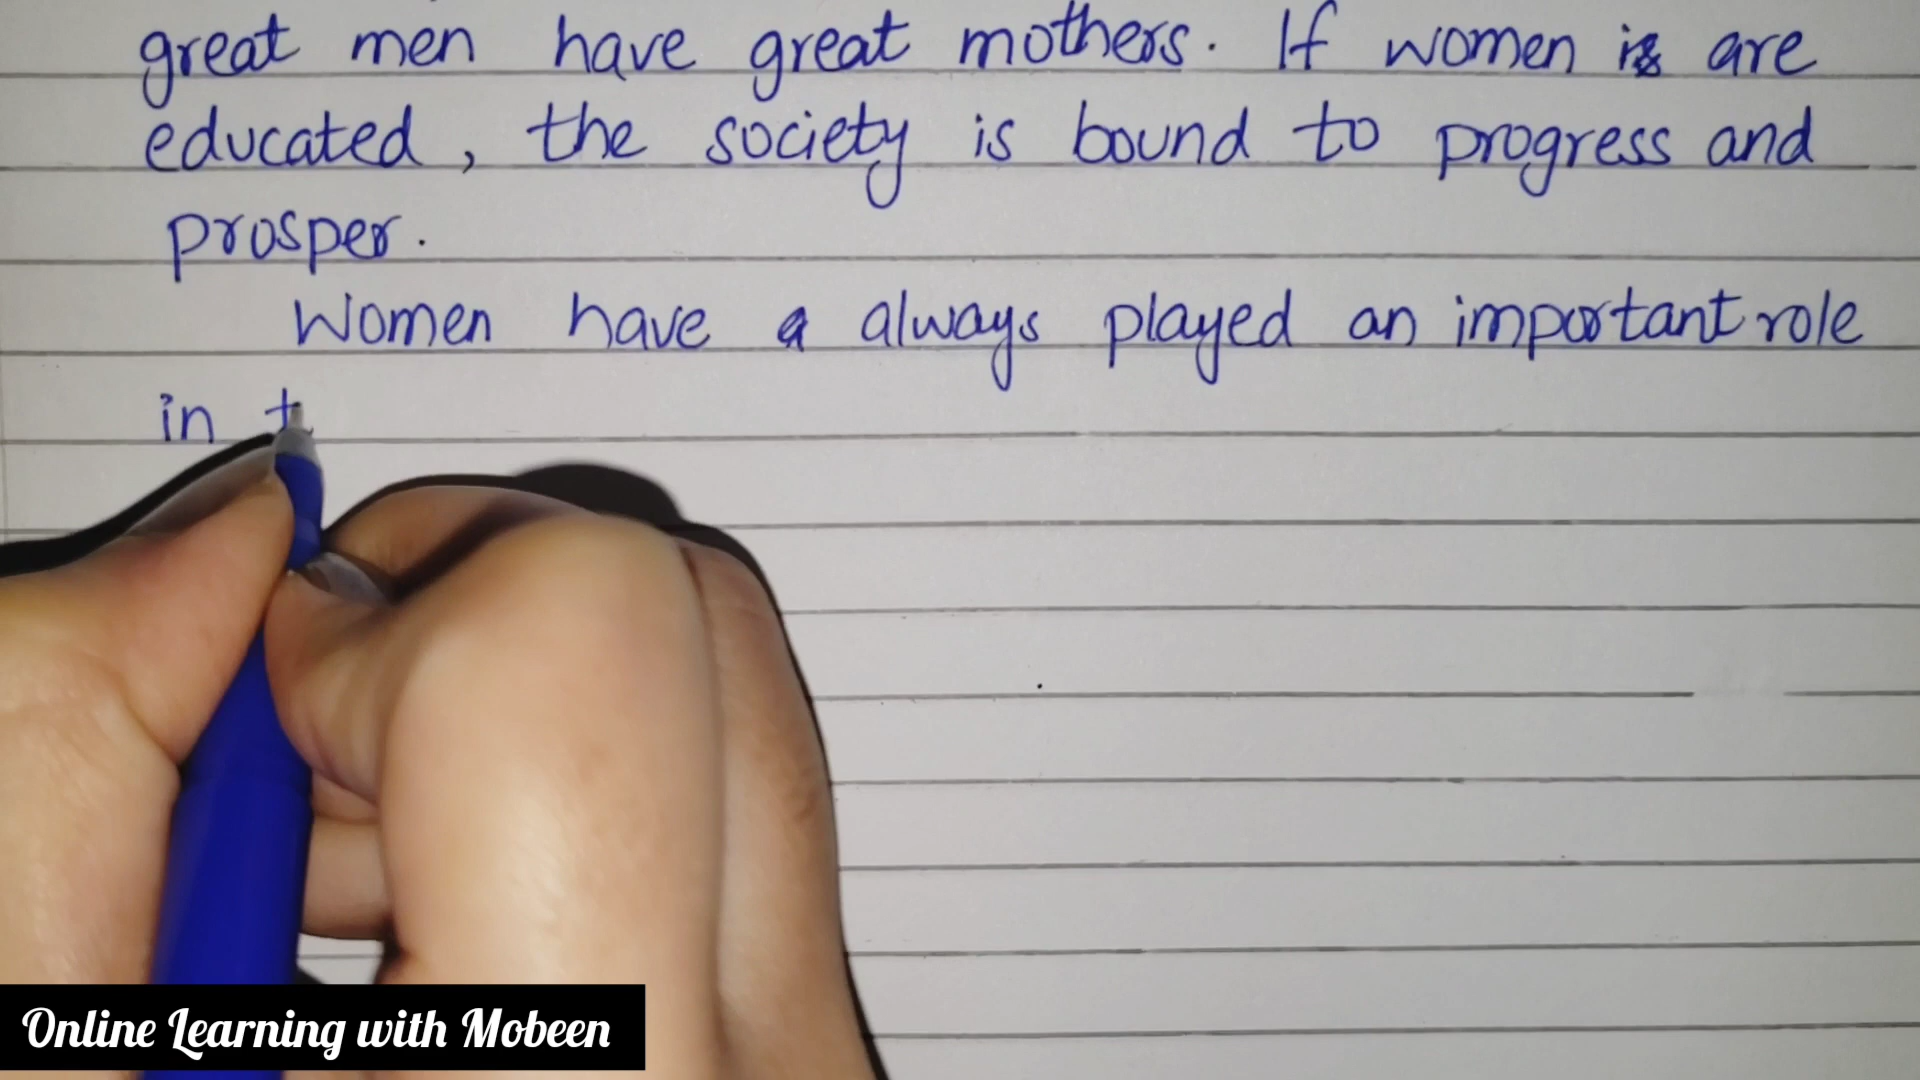 great men have great mothers. If women is are
educated, the society is bound to progress and
prosper.
Women have a always played an important role
in t
Online Learning with Mobeen